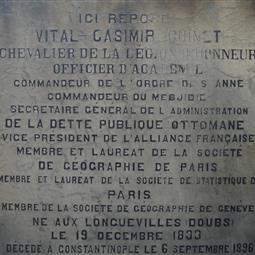 ICI REPOSE
VITAL-CASIMIR CUINET
CHEVALIER DE LA LEGION D'HONNEUR
OFFICIER D'ACADEMIE
COMMANDEUR DE L'ORDRE DE S ANNE
COMMANDEUR DU MEDJIDIE
SECRETAIRE GENERAL DE L'ADMINISTRATION
DE LA DETTE PUBLIQUE OTTOMANE
VICE PRESIDENT DE L'ALLIANCE FRANÇAISE
MEMBRE ET LAUREAT DE LA SOCIETE
DE GEOGRAPHIE DE PARIS
MEMBRE ET LAUREAT DE LA SOCIETE DE STATISTIQUE DE
PARIS
MEMBRE DE LA SOCIETE DE GEOGRAPHIE DE GENEVE
NE AUX LONGUEVILLES DOUBS
LE 19 DECEMBRE 1833
DÉCÉDÉ A CONSTANTINOPLE LE 6 SEPTEMBRE 1896